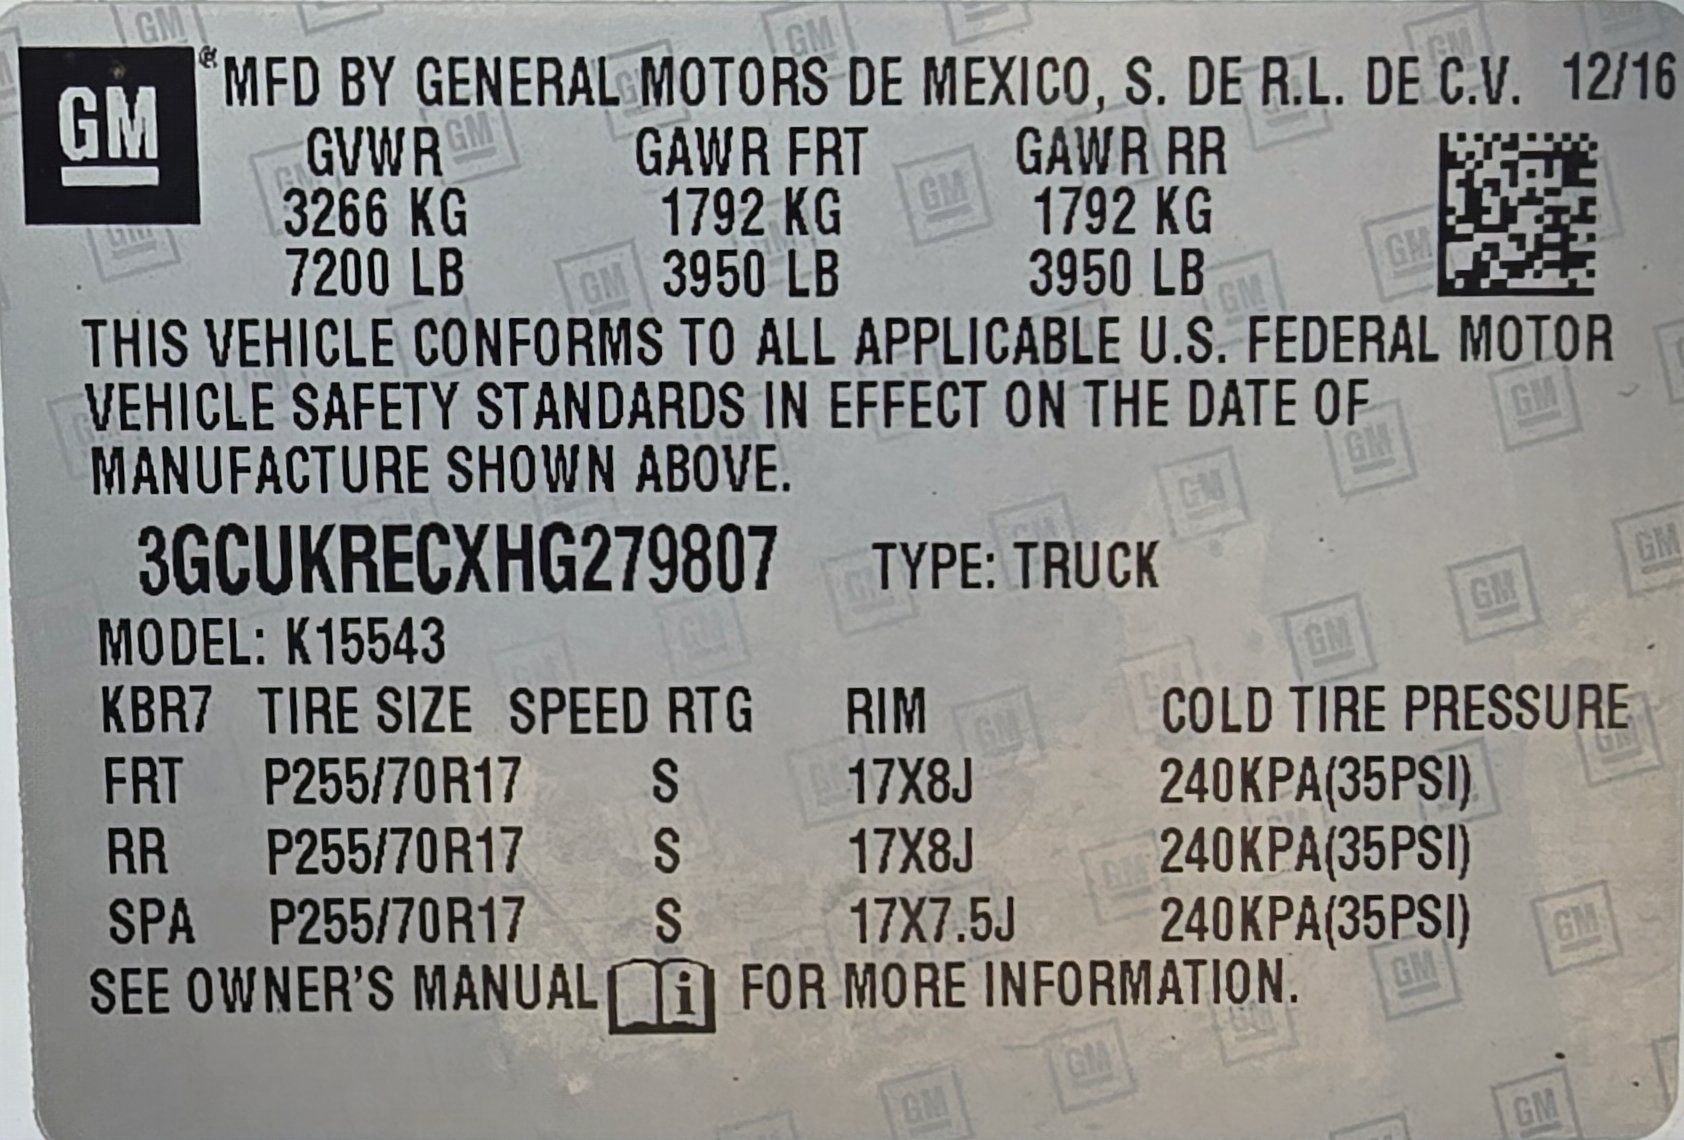 GM ® MFD BY GENERAL MOTORS DE MEXICO, S. DE R.L. DE C.V. 12/16
GVWR GAWR FRT GAWR RR
3266 KG 1792 KG 1792 KG
7200 LB 3950 LB 3950 LB
THIS VEHICLE CONFORMS TO ALL APPLICABLE U.S. FEDERAL MOTOR
VEHICLE SAFETY STANDARDS IN EFFECT ON THE DATE OF
MANUFACTURE SHOWN ABOVE.
3GCUKRECXHG279807 TYPE: TRUCK
MODEL: K15543
KBR7 TIRE SIZE SPEED RTG RIM COLD TIRE PRESSURE
FRT P255/70R17 S 17X8J 240KPA(35PSI)
RR P255/70R17 S 17X8J 240KPA(35PSI)
SPA P255/70R17 S 17X7.5J 240KPA(35PSI)
SEE OWNER'S MANUAL i FOR MORE INFORMATION.